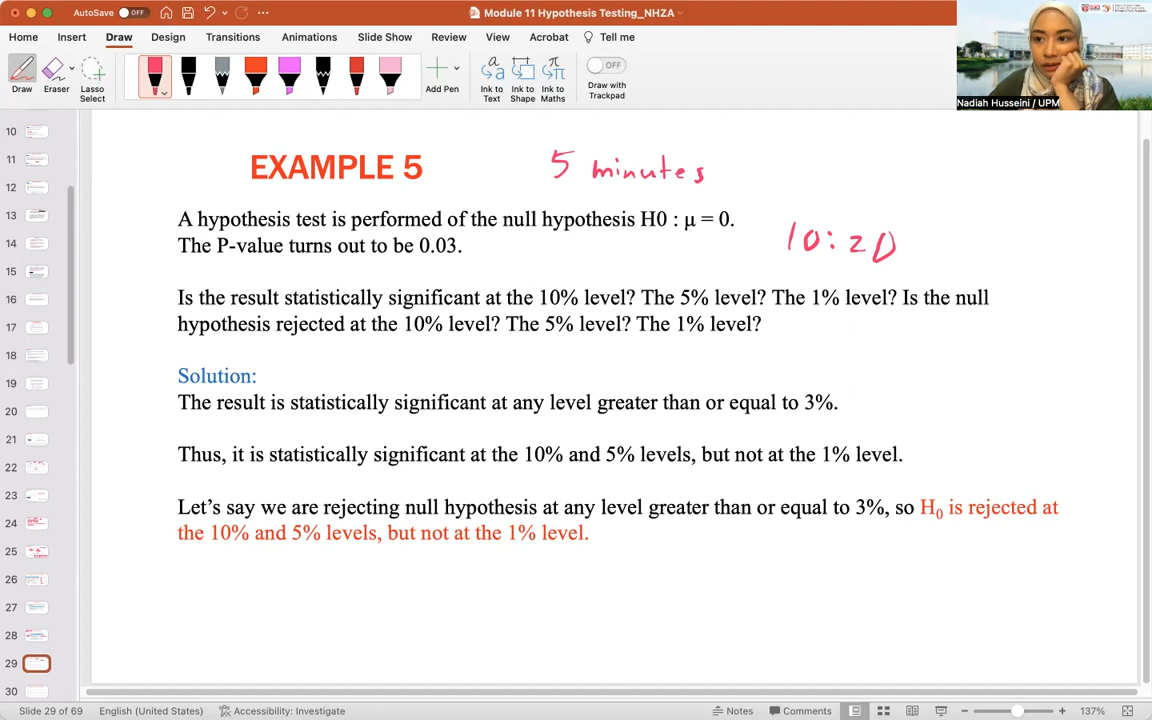 AutoSave OFF
Module 11 Hypothesis Testing_NHZA
Home Insert Draw Design Transitions Animations Slide Show Review View Acrobat Tell me
Draw Eraser Lasso Select Add Pen Ink to Text Ink to Shape Ink to Maths OFF Draw with Trackpad
Nadiah Husseini / UPM
10
11
12
13
14
15
16
17
18
19
20
21
22
23
24
25
26
27
28
29
30
EXAMPLE 5 5 minutes
A hypothesis test is performed of the null hypothesis H0 : μ = 0.
10:20
The P-value turns out to be 0.03.
Is the result statistically significant at the 10% level? The 5% level? The 1% level? Is the null
hypothesis rejected at the 10% level? The 5% level? The 1% level?
Solution:
The result is statistically significant at any level greater than or equal to 3%.
Thus, it is statistically significant at the 10% and 5% levels, but not at the 1% level.
Let’s say we are rejecting null hypothesis at any level greater than or equal to 3%, so H₀ is rejected at
the 10% and 5% levels, but not at the 1% level.
Slide 29 of 69 English (United States) Accessibility: Investigate Notes Comments 137%